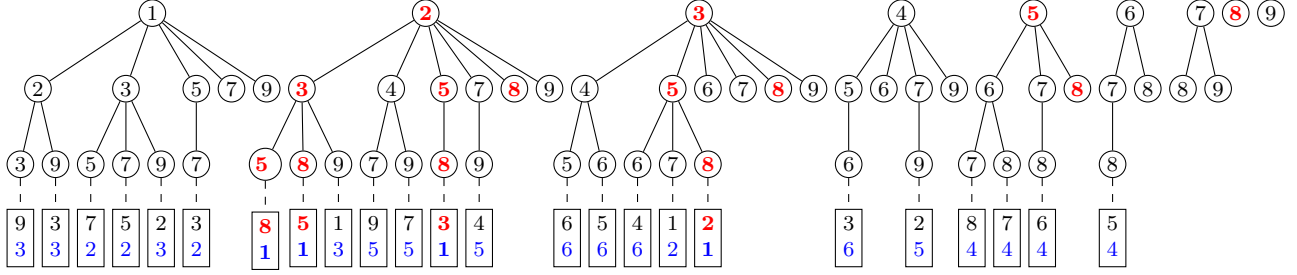 1 2 3 4 5 6 7 8 9
2 3 5 7 9 3 4 5 7 8 9 4 5 6 7 8 9 5 6 7 9 6 7 8 7 8 8 9
3 9 5 7 9 7 5 8 9 7 9 8 9 5 6 6 7 8 6 9 7 8 8 8
9 3 7 5 2 3 8 5 1 9 7 3 4 6 5 4 1 2 3 2 8 7 6 5
3 3 2 2 3 2 1 1 3 5 5 1 5 6 6 6 2 1 6 5 4 4 4 4